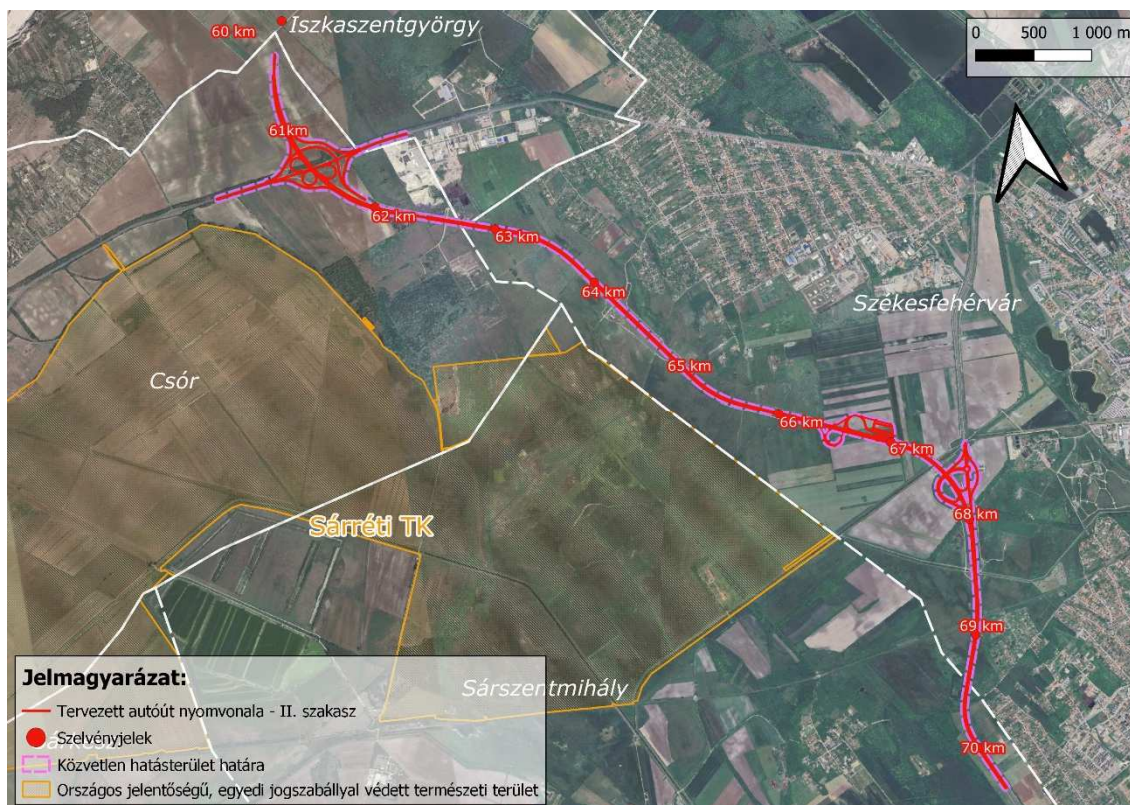 60 km
Iszkaszentgyörgy
0 500 1 000 m
61km
62 km
63 km
64 km
Székesfehérvár
65 km
Csór
66 km
67 km
68 km
Sárréti TK
69 km
Sárszentmihály
70 km
Jelmagyarázat:
Tervezett autóút nyomvonala - II. szakasz
Szelvényjelek
Közvetlen hatásterület határa
Országos jelentőségű, egyedi jogszabállyal védett természeti terület